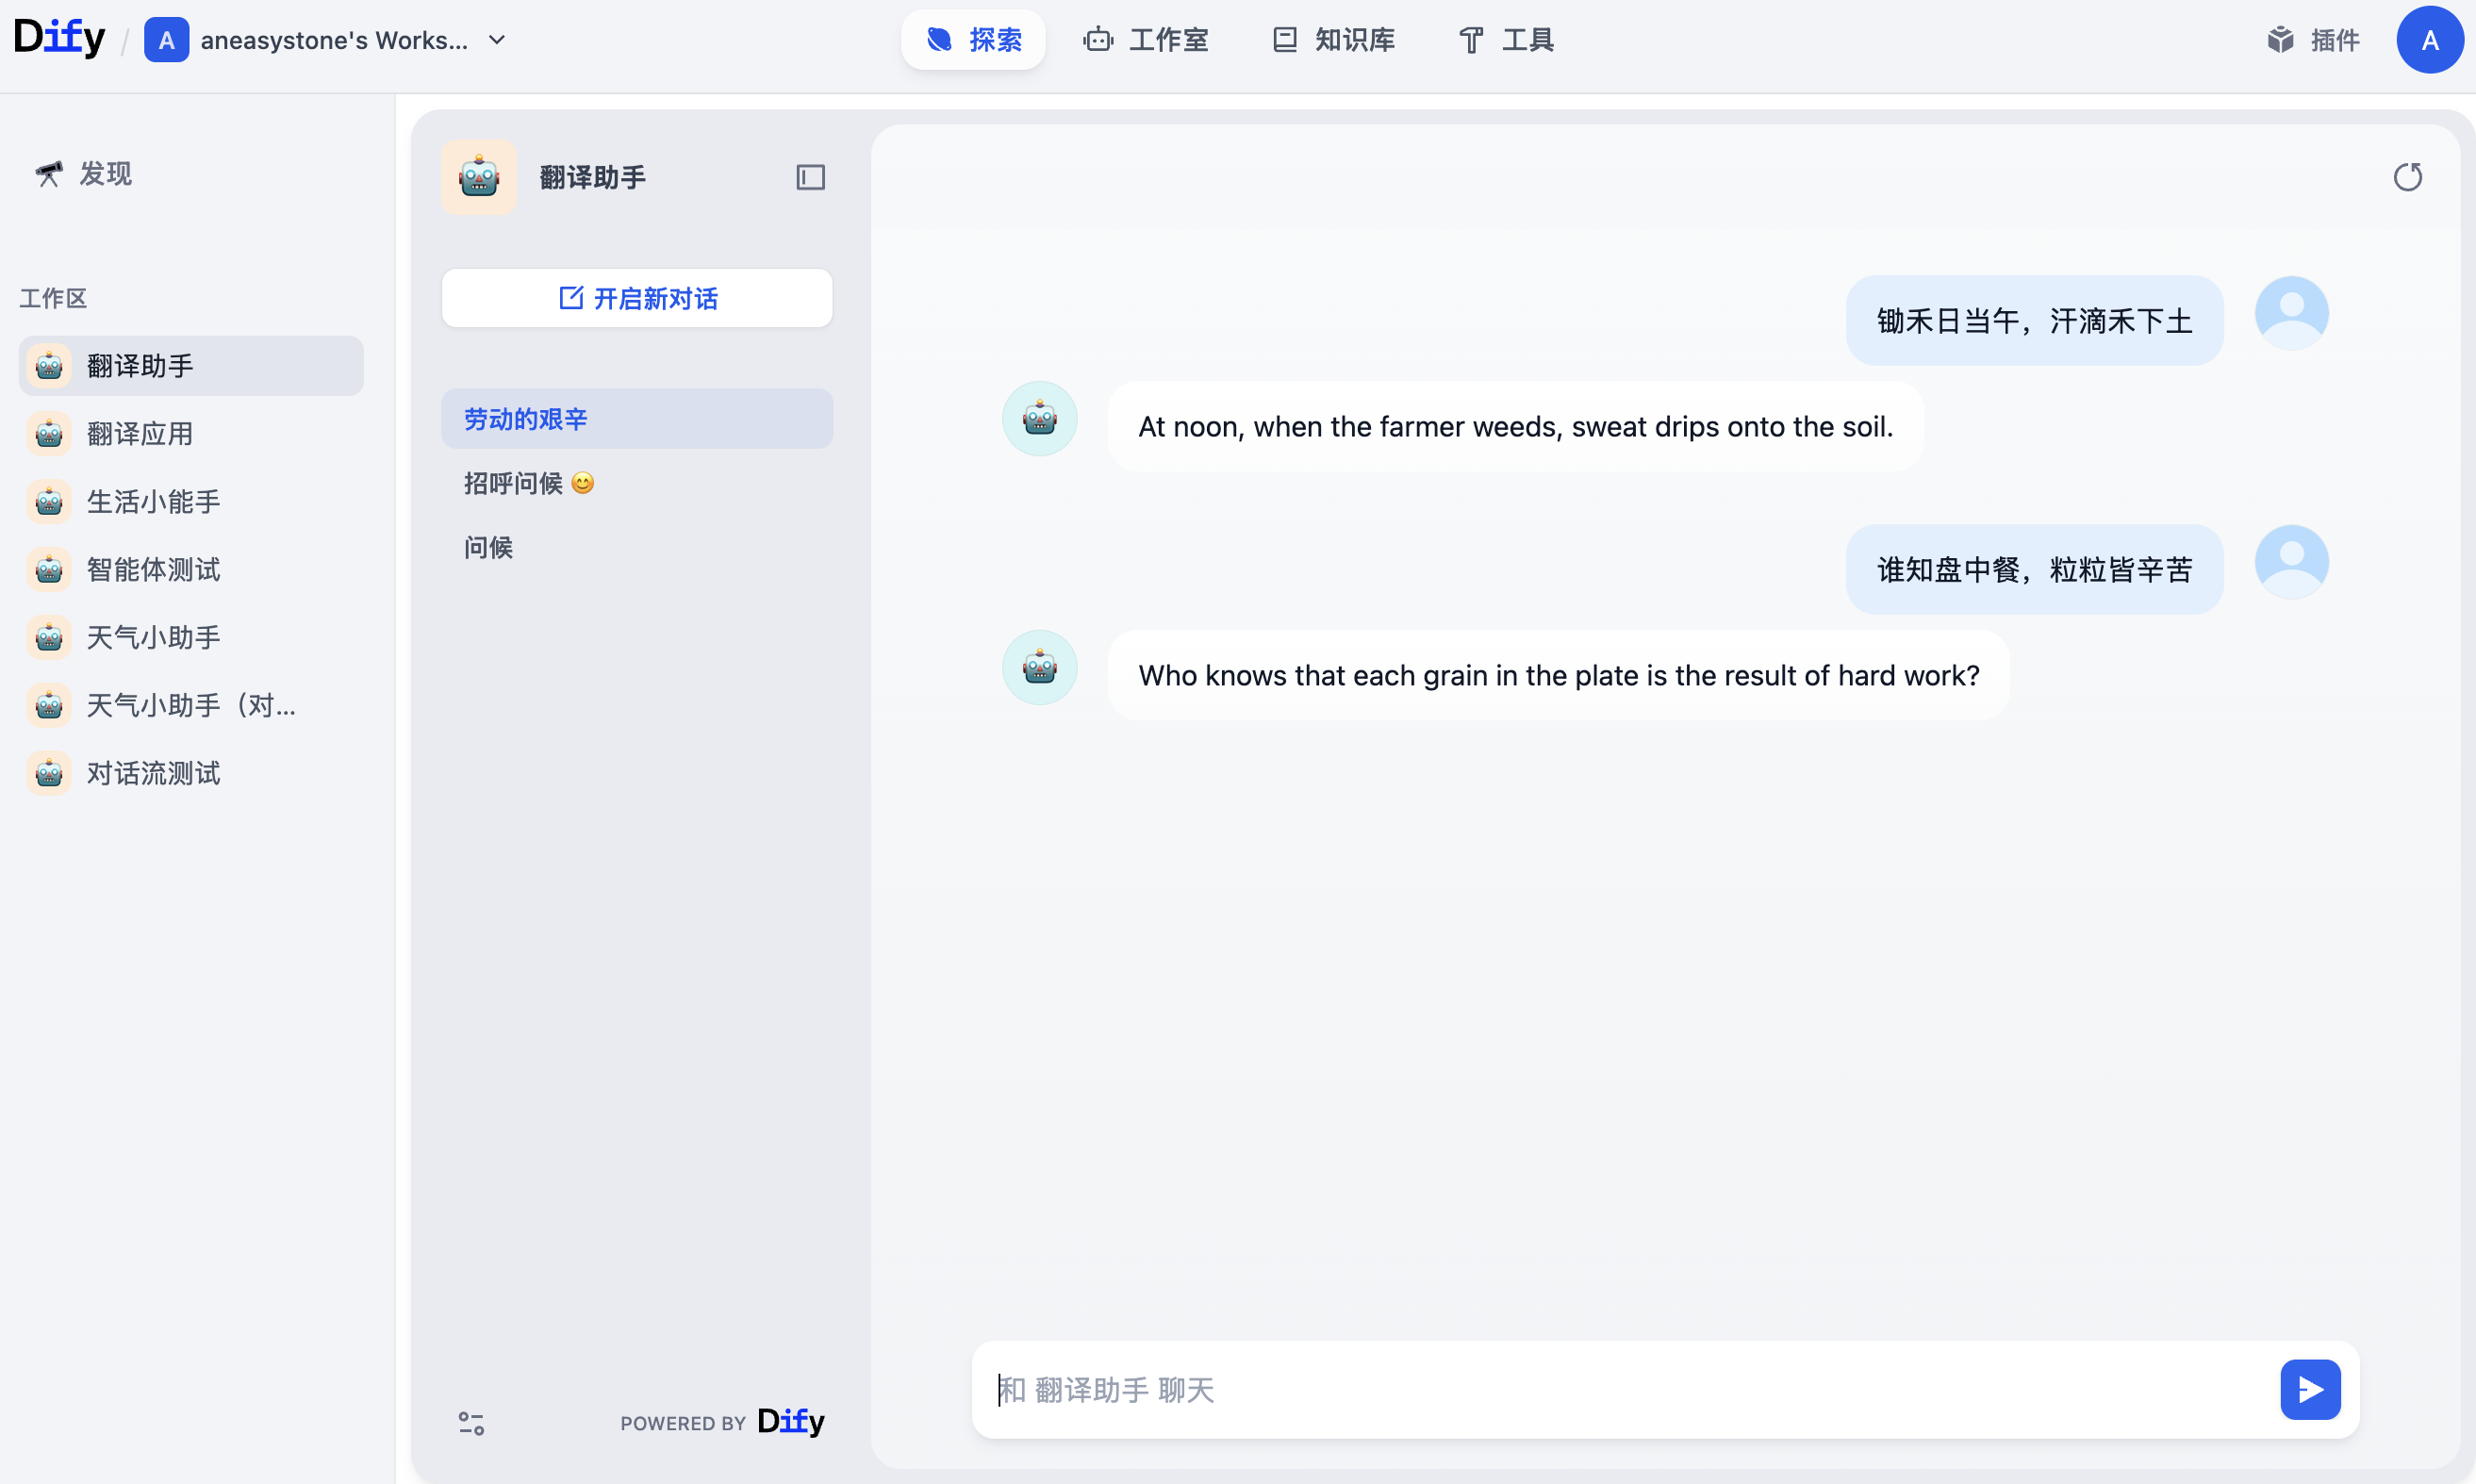 Dify / A aneasystone's Works...
探索
工作室
知识库
工具
插件
A
发现
工作区
翻译助手
翻译应用
生活小能手
智能体测试
天气小助手
天气小助手（对...
对话流测试
翻译助手
开启新对话
劳动的艰辛
招呼问候 😊
问候
POWERED BY Dify
锄禾日当午，汗滴禾下土
At noon, when the farmer weeds, sweat drips onto the soil.
谁知盘中餐，粒粒皆辛苦
Who knows that each grain in the plate is the result of hard work?
和 翻译助手 聊天